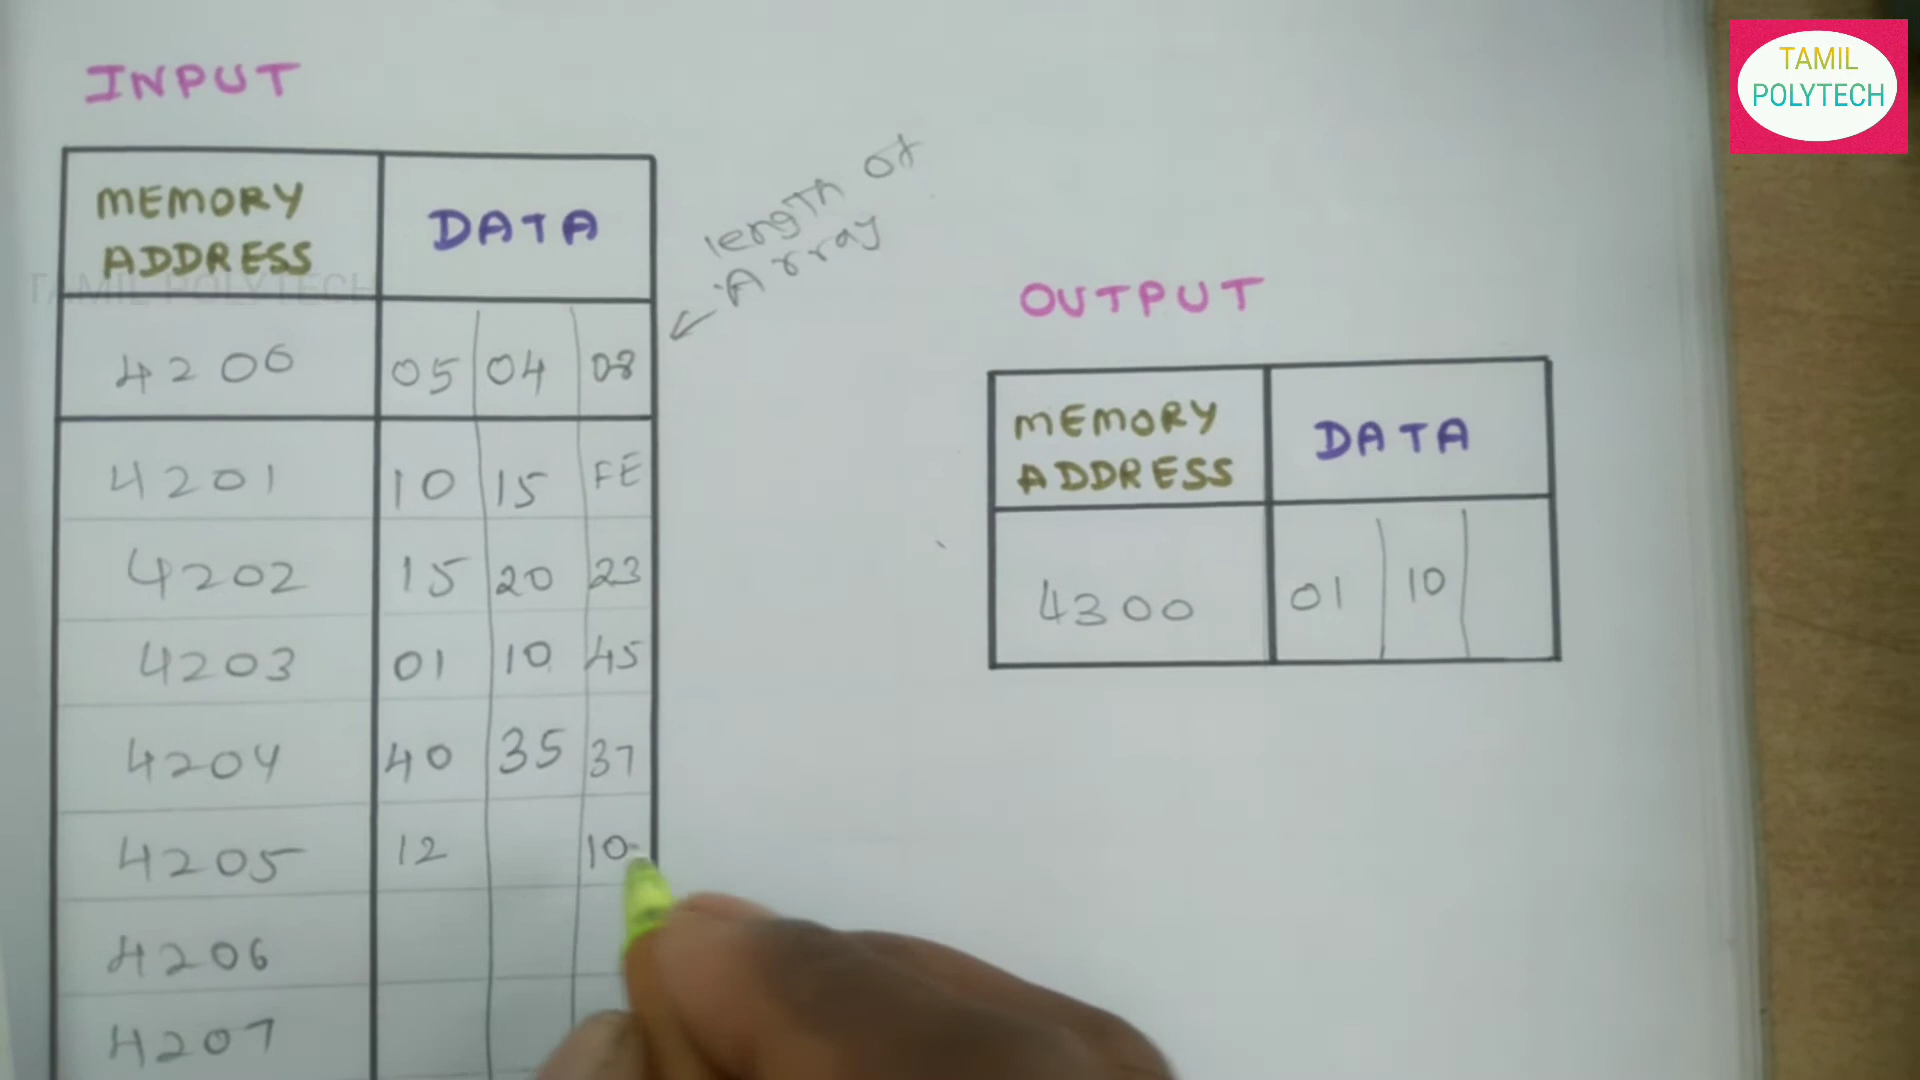 TAMIL
POLYTECH
INPUT
MEMORY ADDRESS DATA
TAMIL POLYTECH
4200 05 04 08
4201 10 15 FE
4202 15 20 23
4203 01 10 45
4204 40 35 37
4205 12 10
4206
4207
length of
Array
OUTPUT
MEMORY ADDRESS DATA
4300 01 10